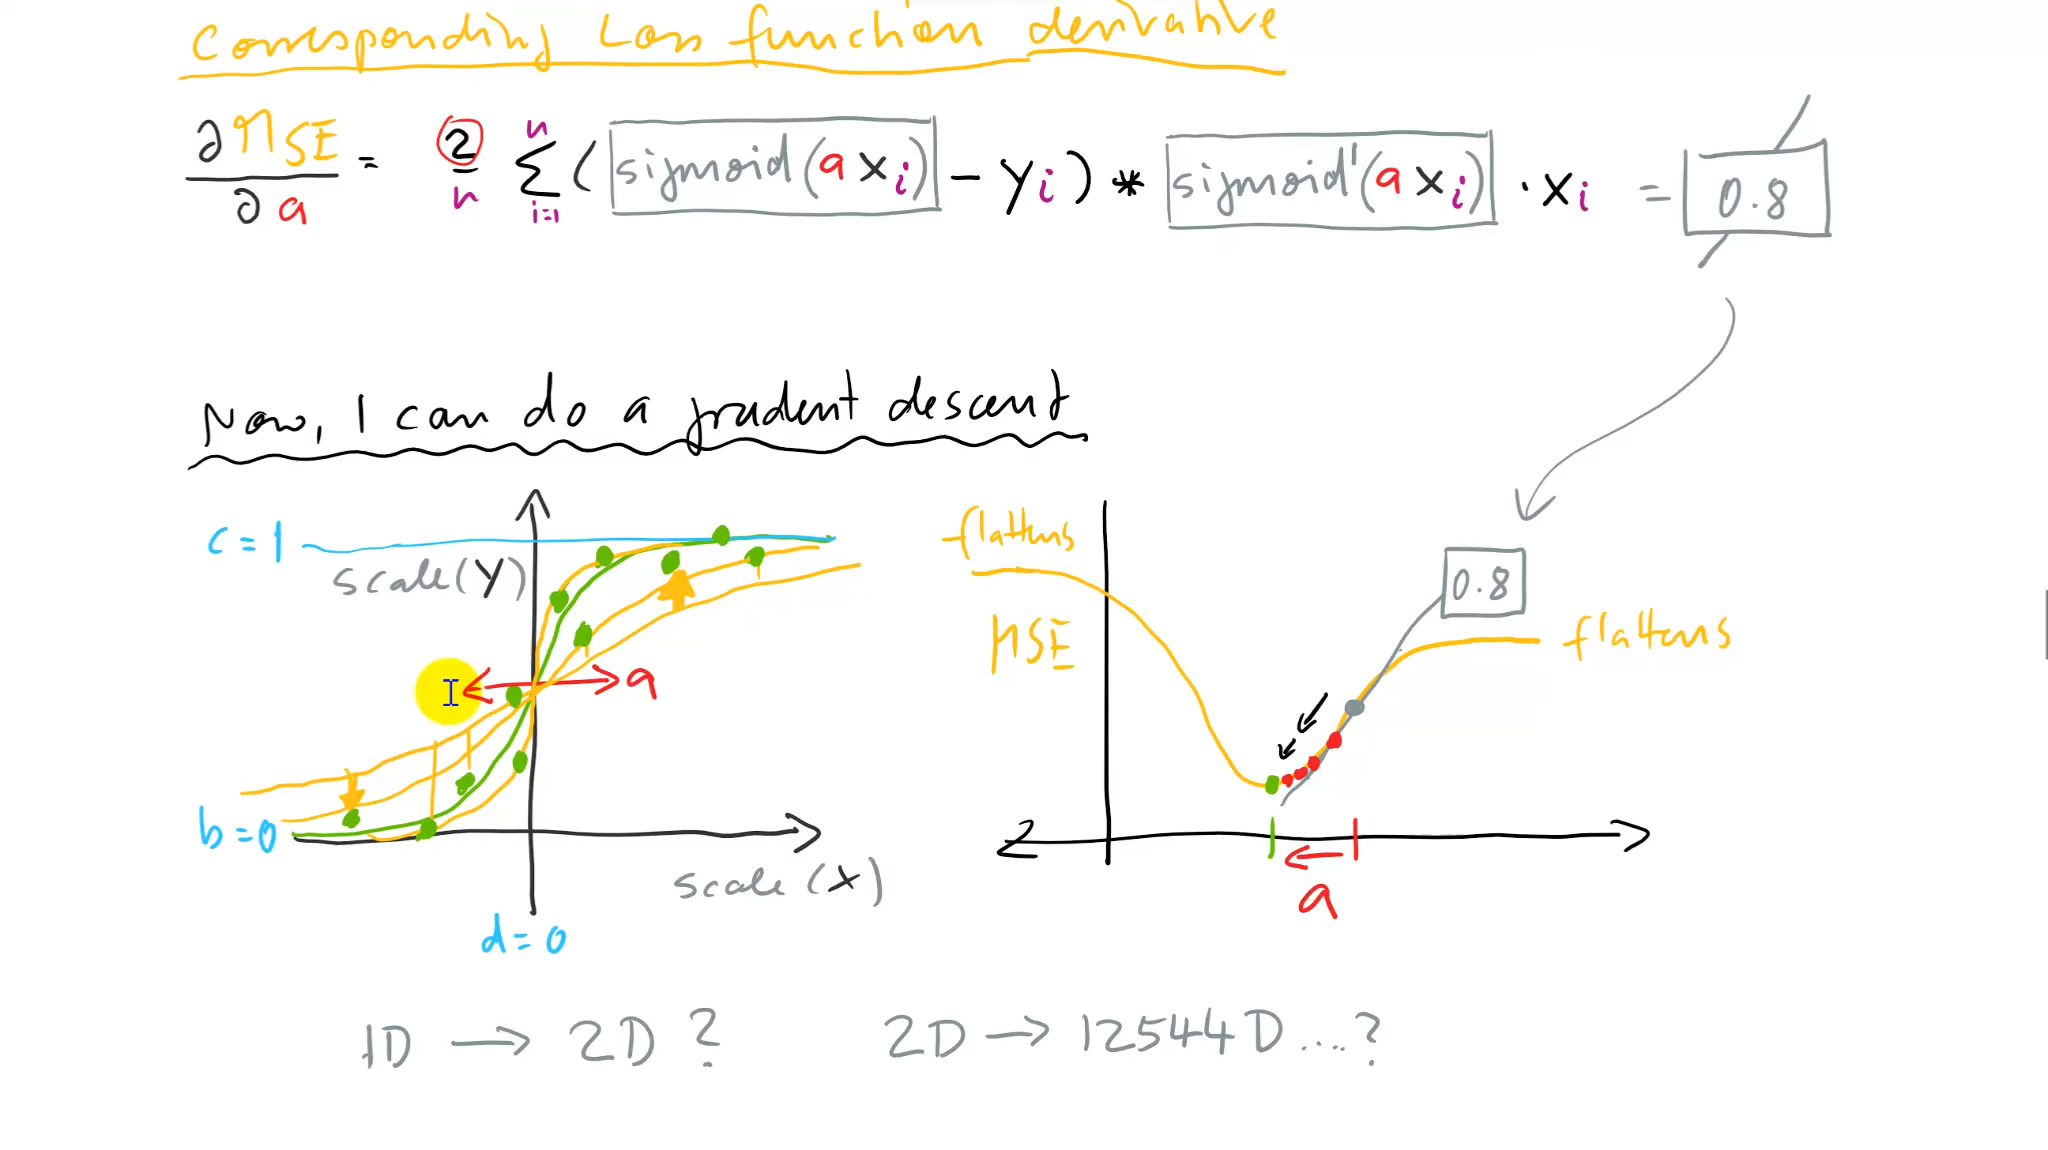 Corresponding Loss function derivative
∂MSE/∂a = 2/n Σ i=1 n (sigmoid(a xi) - yi) * sigmoid'(a xi) · xi = 0.8
Now, I can do a gradient descent
c = 1
scale(Y)
a
b = 0
scale(X)
d = 0
flattens
MSE
0.8
flattens
a
1D → 2D ?
2D → 12544D ....?